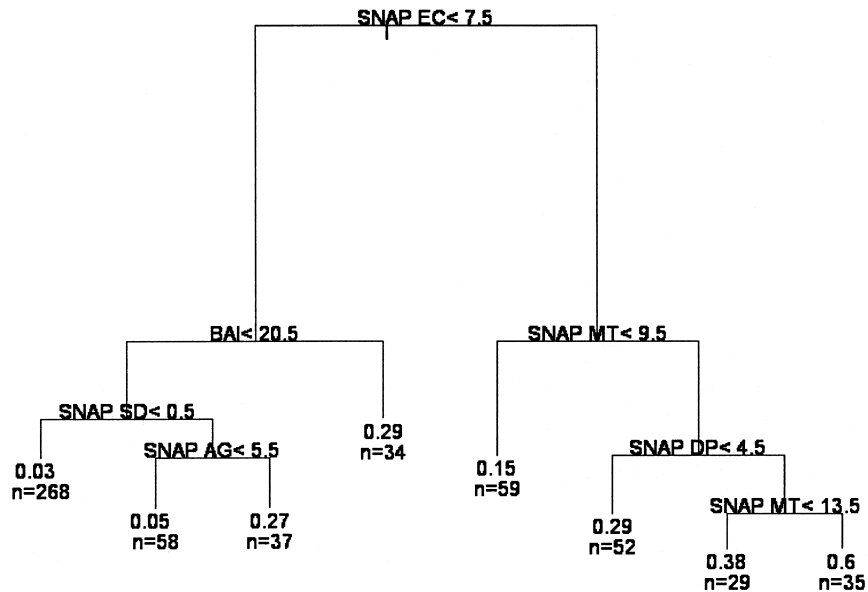 SNAP EC< 7.5
BAI< 20.5
SNAP MT< 9.5
SNAP SD< 0.5
0.29
n=34
SNAP AG< 5.5
SNAP DP< 4.5
0.03
n=268
0.15
n=59
SNAP MT< 13.5
0.05
n=58
0.27
n=37
0.29
n=52
0.38
n=29
0.6
n=35